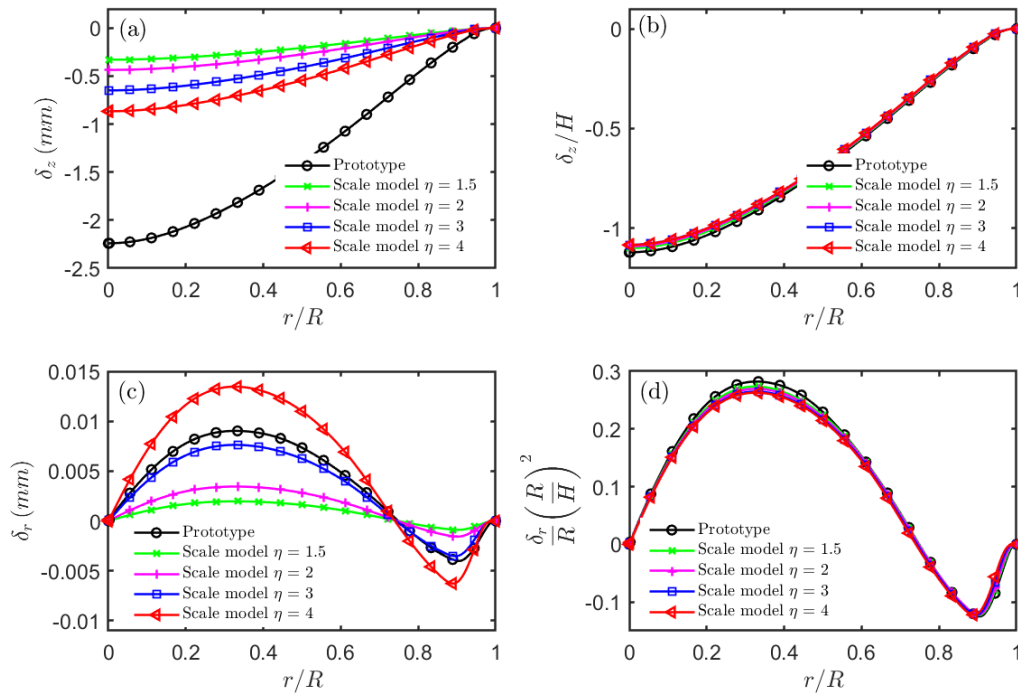 (a)
0
-0.5
-1
-1.5
-2
-2.5
δz (mm)
Prototype
Scale model η = 1.5
Scale model η = 2
Scale model η = 3
Scale model η = 4
0 0.2 0.4 0.6 0.8 1
r/R
(b)
0
-0.5
-1
δz/H
Prototype
Scale model η = 1.5
Scale model η = 2
Scale model η = 3
Scale model η = 4
0 0.2 0.4 0.6 0.8 1
r/R
(c)
0.015
0.01
0.005
0
-0.005
-0.01
δr (mm)
Prototype
Scale model η = 1.5
Scale model η = 2
Scale model η = 3
Scale model η = 4
0 0.2 0.4 0.6 0.8 1
r/R
(d)
0.3
0.2
0.1
0
-0.1
δr/R (R/H)²
Prototype
Scale model η = 1.5
Scale model η = 2
Scale model η = 3
Scale model η = 4
0 0.2 0.4 0.6 0.8 1
r/R